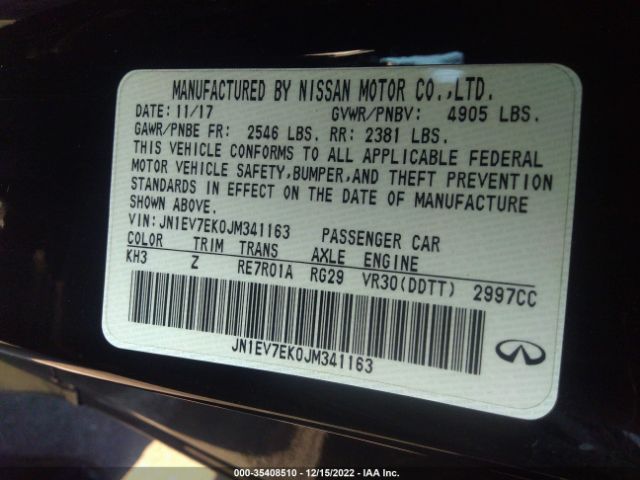 MANUFACTURED BY NISSAN MOTOR CO.,LTD.
DATE: 11/17 GVWR/PNBV: 4905 LBS.
GAWR/PNBE FR: 2546 LBS. RR: 2381 LBS.
THIS VEHICLE CONFORMS TO ALL APPLICABLE FEDERAL
MOTOR VEHICLE SAFETY,BUMPER,AND THEFT PREVENTION
STANDARDS IN EFFECT ON THE DATE OF MANUFACTURE
SHOWN ABOVE.
VIN: JN1EV7EK0JM341163 PASSENGER CAR
COLOR TRIM TRANS AXLE ENGINE
KH3 Z RE7R01A RG29 VR30(DDTT) 2997CC
JN1EV7EK0JM341163
000-35408510 - 12/15/2022 - IAA Inc.